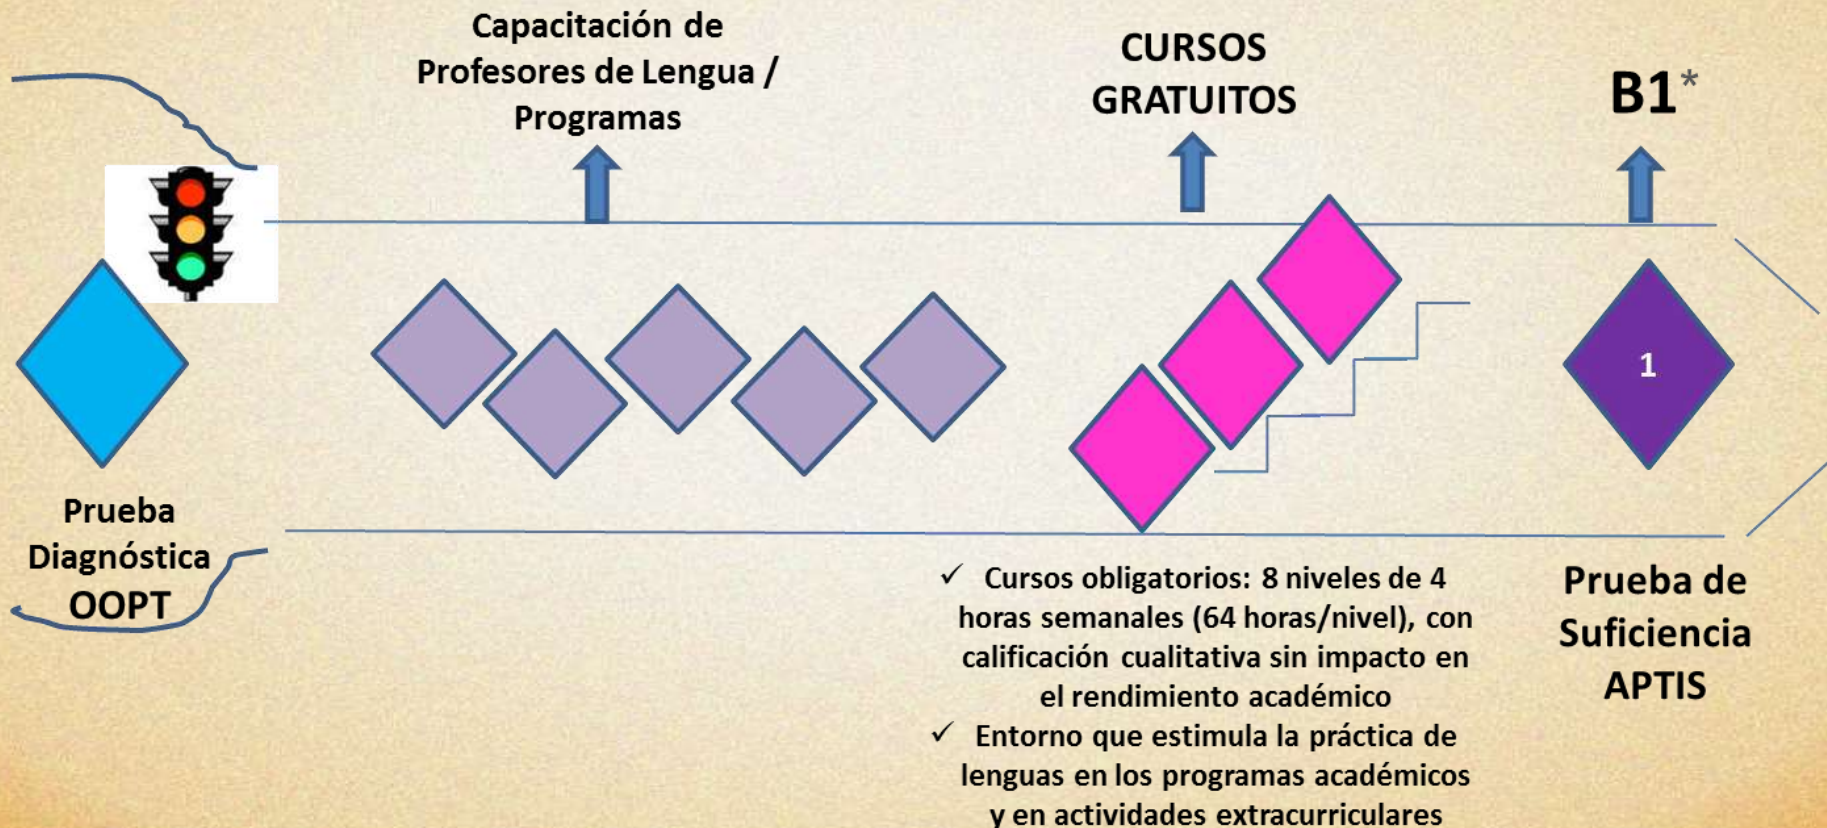 Capacitación de
Profesores de Lengua /
Programas
CURSOS
GRATUITOS
B1*
1
Prueba
Diagnóstica
OOPT
✓ Cursos obligatorios: 8 niveles de 4
horas semanales (64 horas/nivel), con
calificación cualitativa sin impacto en
el rendimiento académico
✓ Entorno que estimula la práctica de
lenguas en los programas académicos
y en actividades extracurriculares
Prueba de
Suficiencia
APTIS